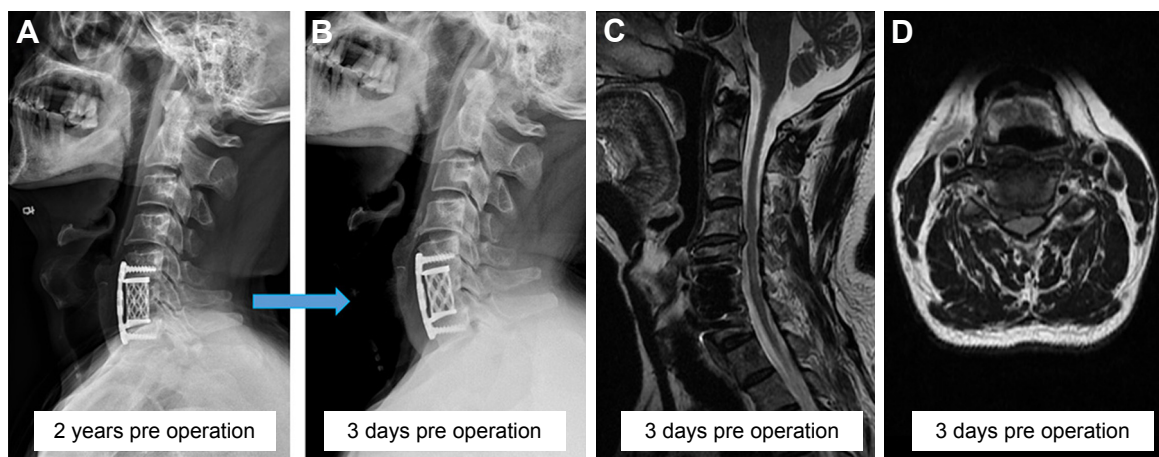 A
B
C
D
2 years pre operation
3 days pre operation
3 days pre operation
3 days pre operation